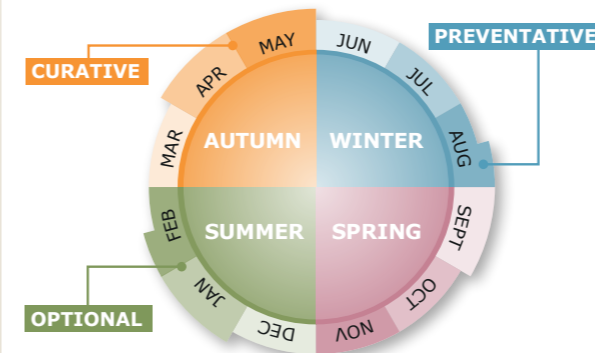 MAY
JUN
PREVENTATIVE
CURATIVE
APR
JUL
MAR
AUTUMN
WINTER
AUG
FEB
SUMMER
SPRING
SEPT
JAN
OCT
OPTIONAL
DEC
NOV